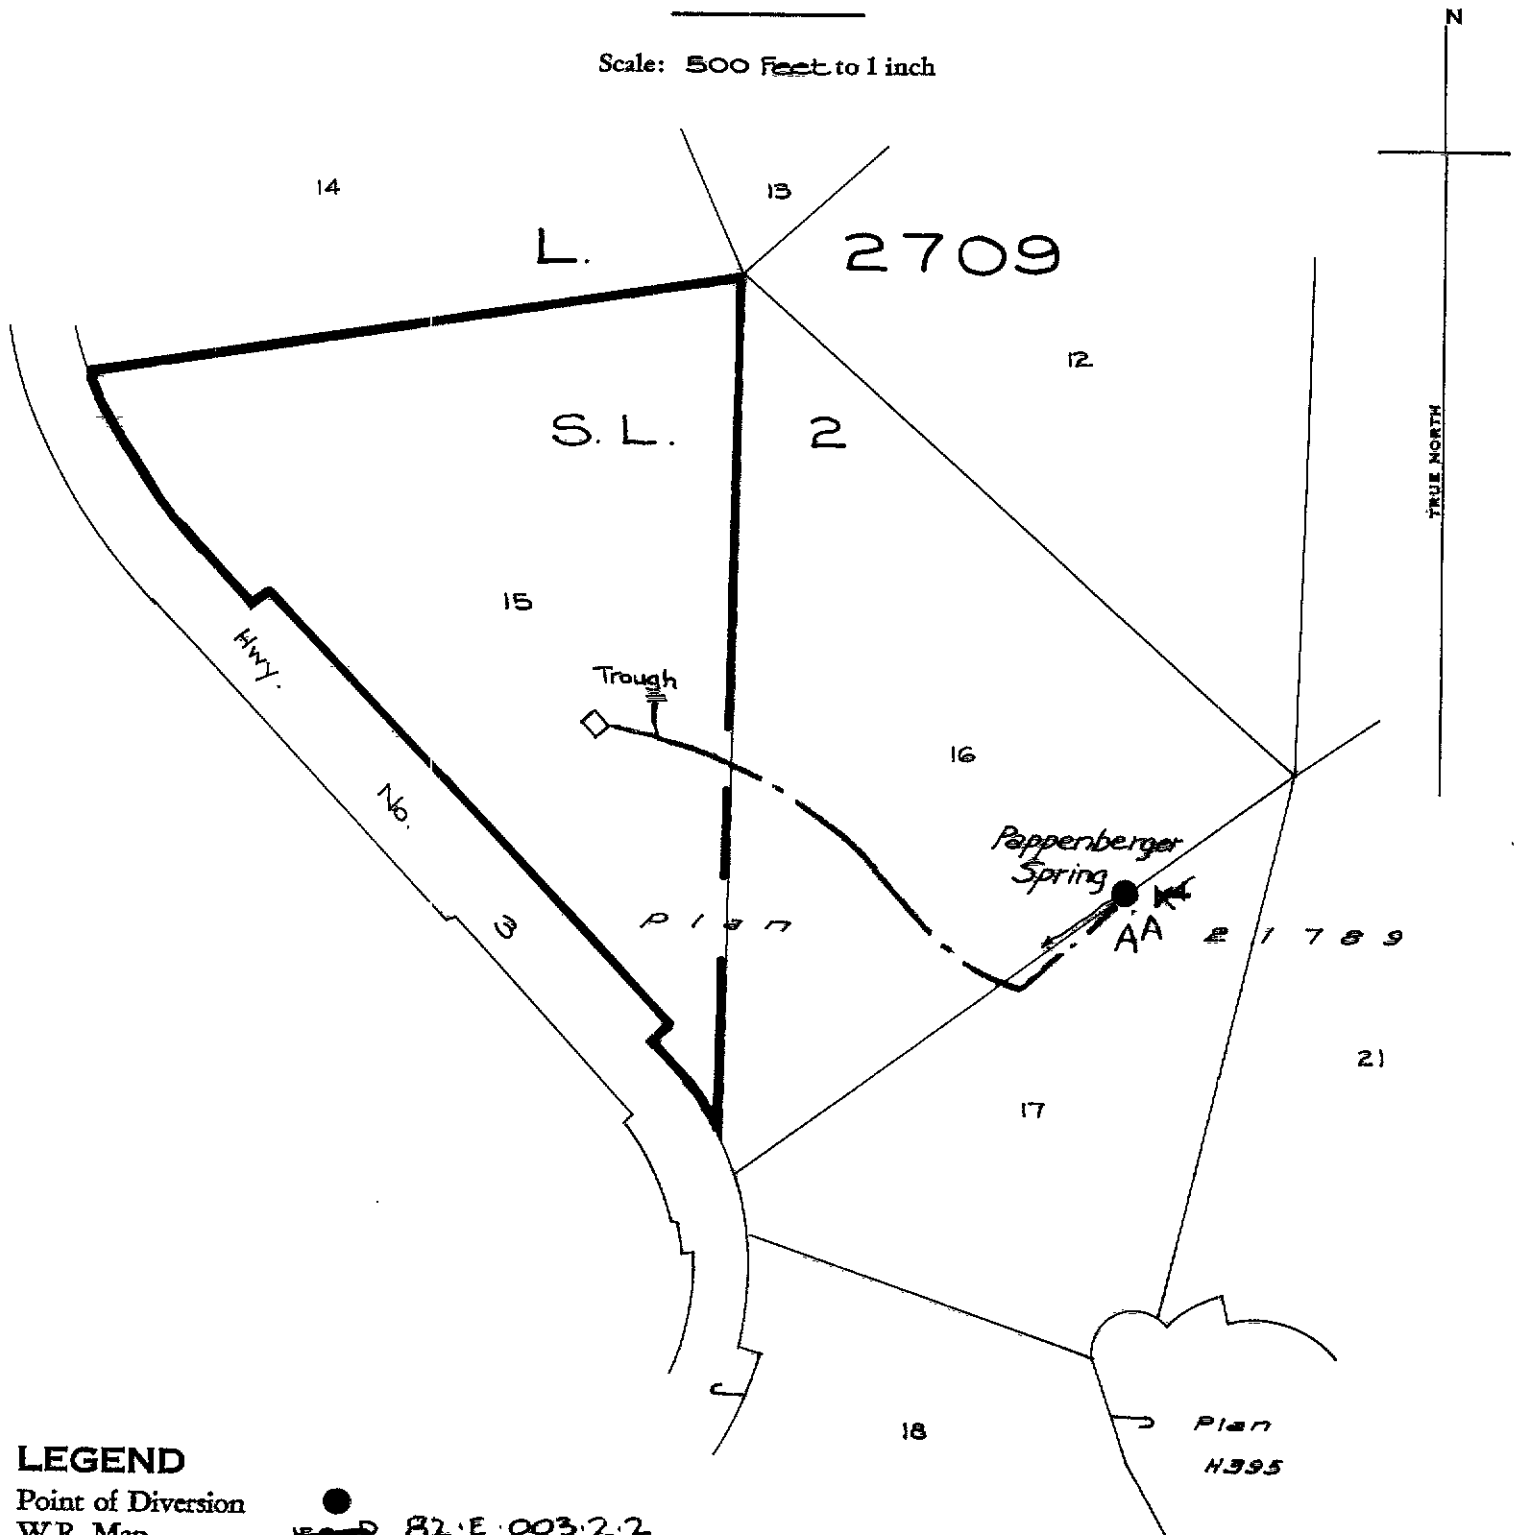 N
Scale: 500 Feet to 1 inch
14
13
L. 2709
12
TRUE NORTH
S. L. 2
15
Hwy.
Trough
16
No.
Pappenberger
Spring
3
Plan 21789
AA
21
17
18
Plan
H395
LEGEND
Point of Diversion
W.R. Map 82.E.003.2.2